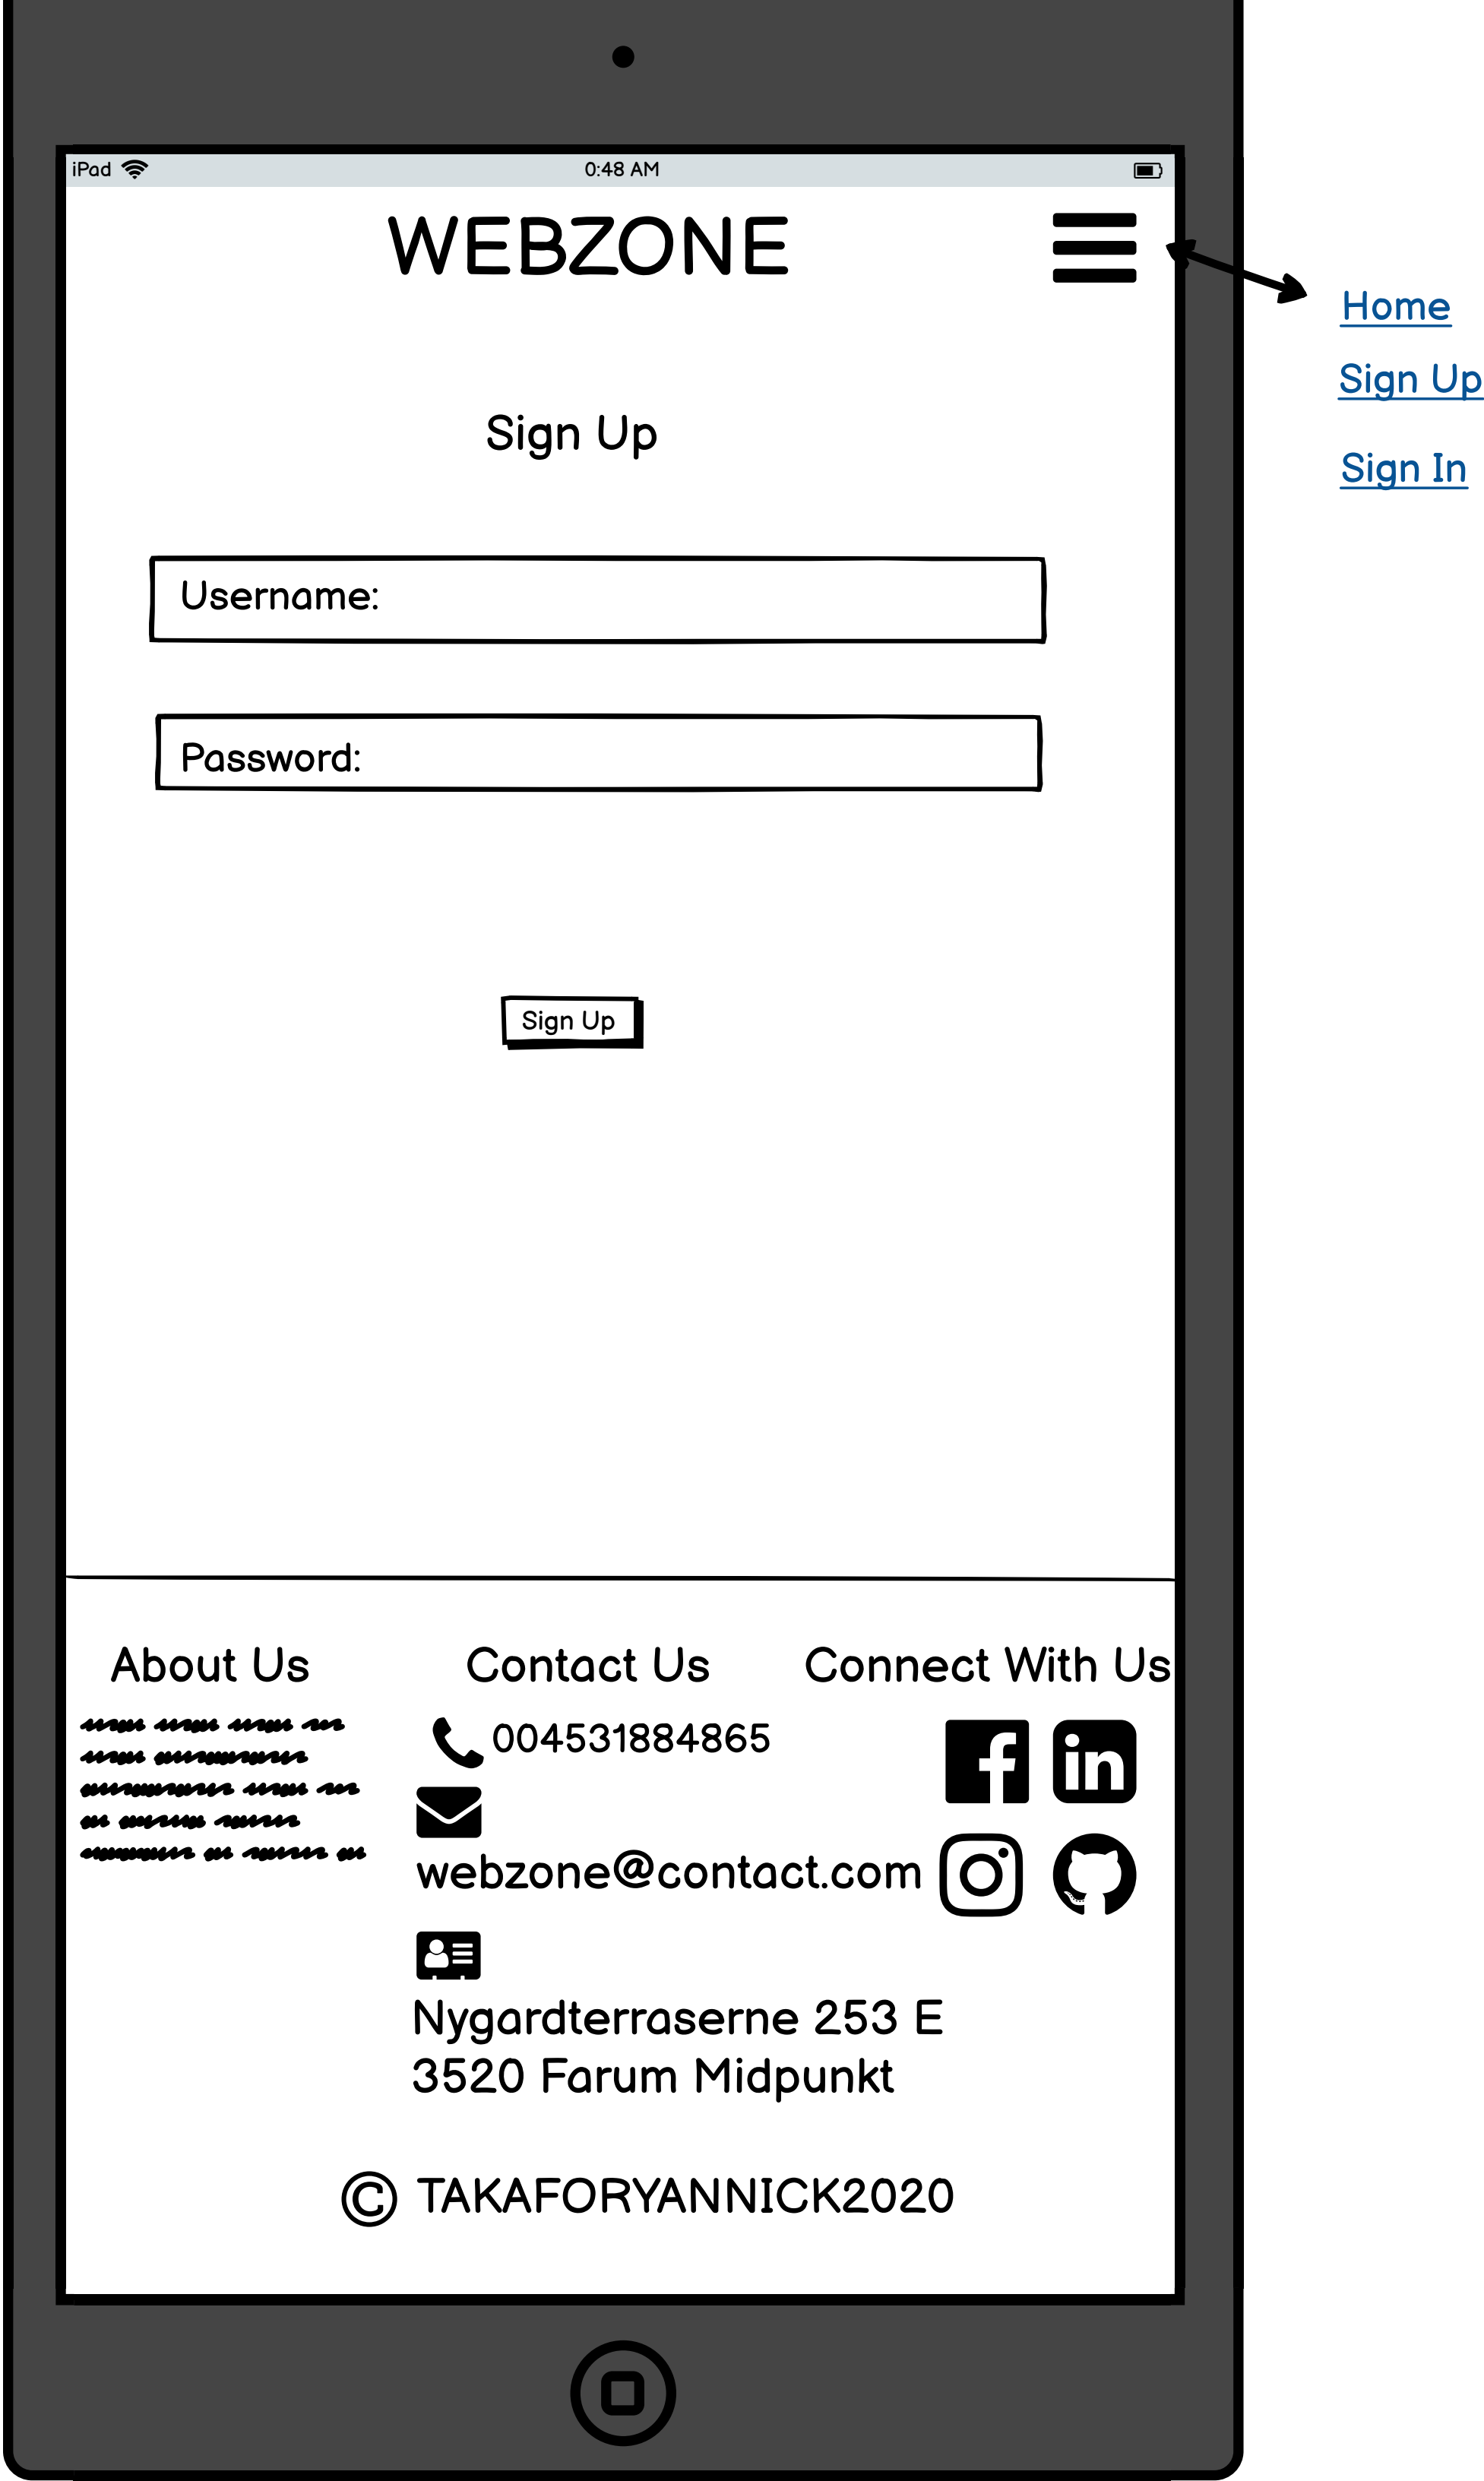 iPad 0:48 AM
WEBZONE
Home
Sign Up
Sign In
Sign Up
Username:
Password:
Sign Up
About Us
Contact Us
Connect With Us
004531884865
webzone@contact.com
Nygardterraserne 253 E
3520 Farum Midpunkt
© TAKAFORYANNICK2020